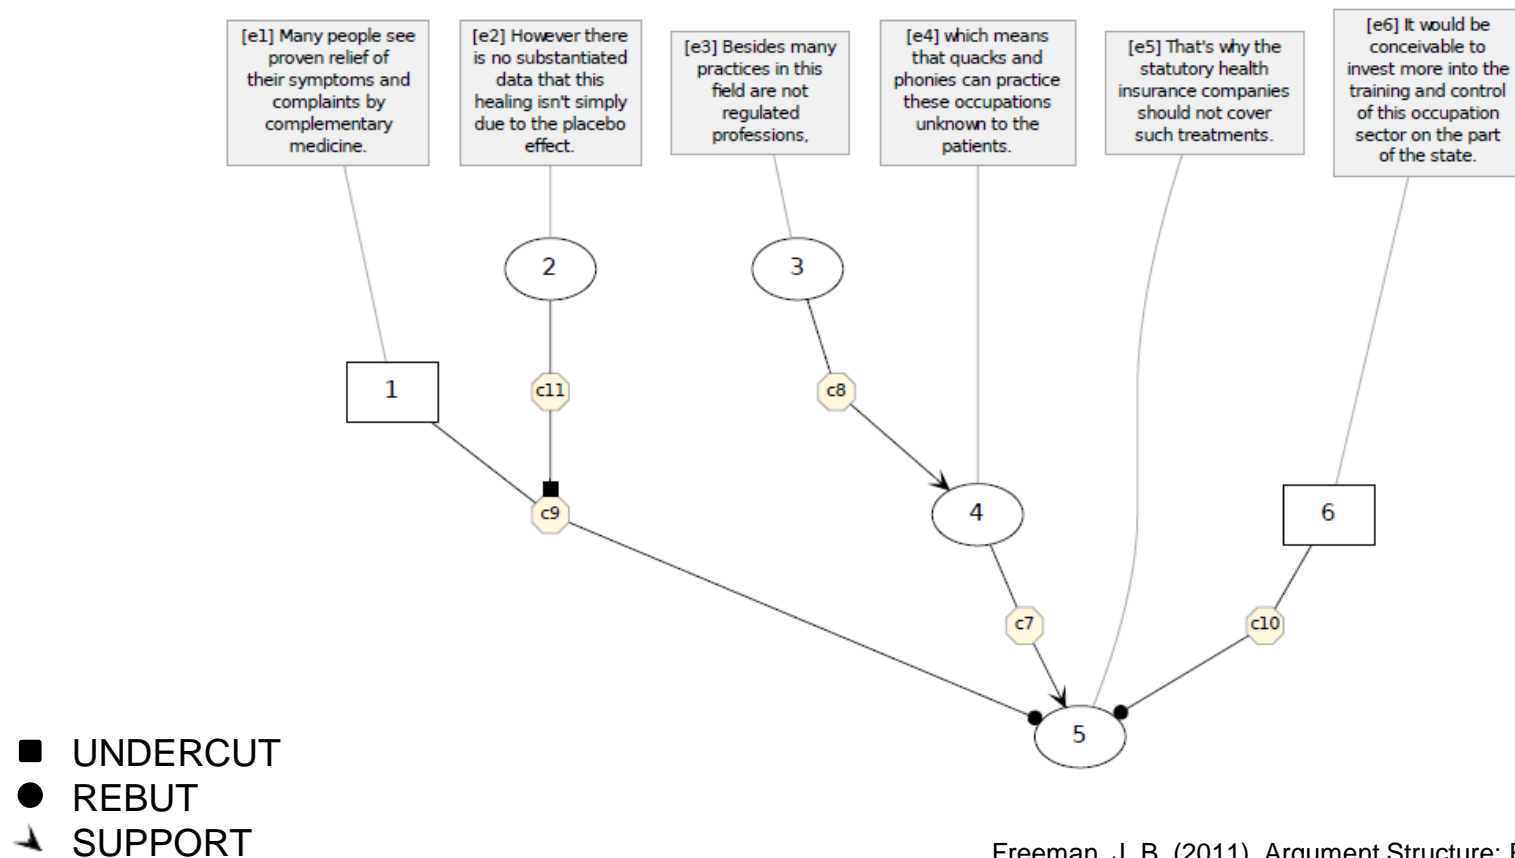 [e1] Many people see
proven relief of
their symptoms and
complaints by
complementary
medicine.
[e2] However there
is no substantiated
data that this
healing isn't simply
due to the placebo
effect.
[e3] Besides many
practices in this
field are not
regulated
professions,
[e4] which means
that quacks and
phonies can practice
these occupations
unknown to the
patients.
[e5] That's why the
statutory health
insurance companies
should not cover
such treatments.
[e6] It would be
conceivable to
invest more into the
training and control
of this occupation
sector on the part
of the state.
2
3
1
c11
c8
c9
4
6
c7
c10
5
UNDERCUT
REBUT
SUPPORT
Freeman, J. B. (2011). Argument Structure: